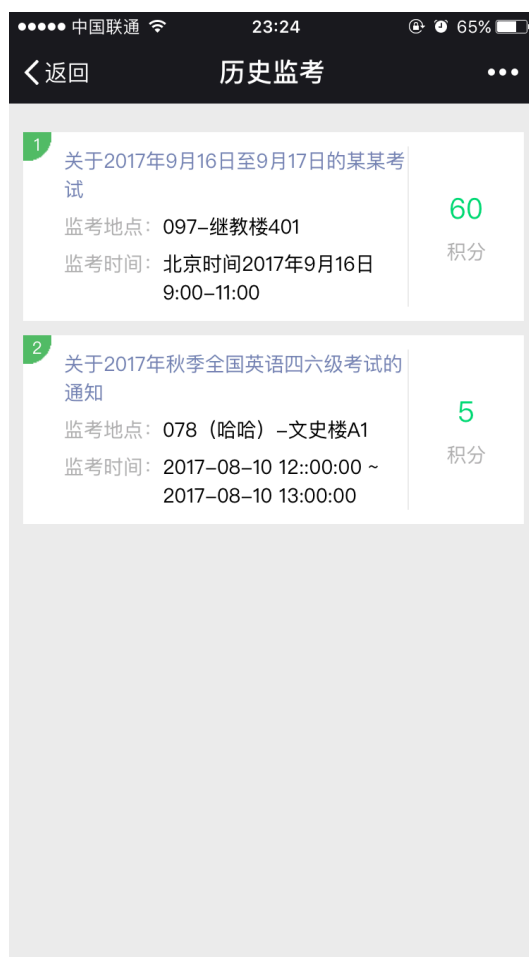 中国联通 23:24 65%
返回 历史监考
1
关于2017年9月16日至9月17日的某某考
试
监考地点：097–继教楼401
监考时间：北京时间2017年9月16日
9:00–11:00
60
积分
2
关于2017年秋季全国英语四六级考试的
通知
监考地点：078（哈哈）–文史楼A1
监考时间：2017–08–10 12::00:00 ~
2017–08–10 13:00:00
5
积分